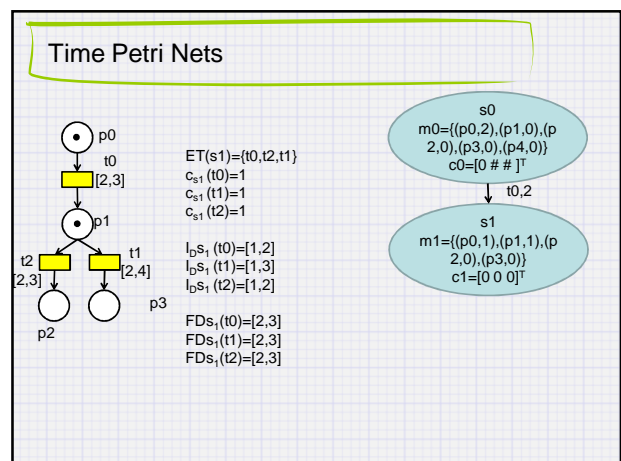 Time Petri Nets
p0
t0
[2,3]
p1
t2
t1
[2,3]
[2,4]
p3
p2
ET(s1)={t0,t2,t1}
cs1(t0)=1
cs1(t1)=1
cs1(t2)=1
IDs1(t0)=[1,2]
IDs1(t1)=[1,3]
IDs1(t2)=[1,2]
FDs1(t0)=[2,3]
FDs1(t1)=[2,3]
FDs1(t2)=[2,3]
s0
m0={(p0,2),(p1,0),(p
2,0),(p3,0),(p4,0)}
c0=[0 # # ]T
t0,2
s1
m1={(p0,1),(p1,1),(p
2,0),(p3,0)}
c1=[0 0 0]T